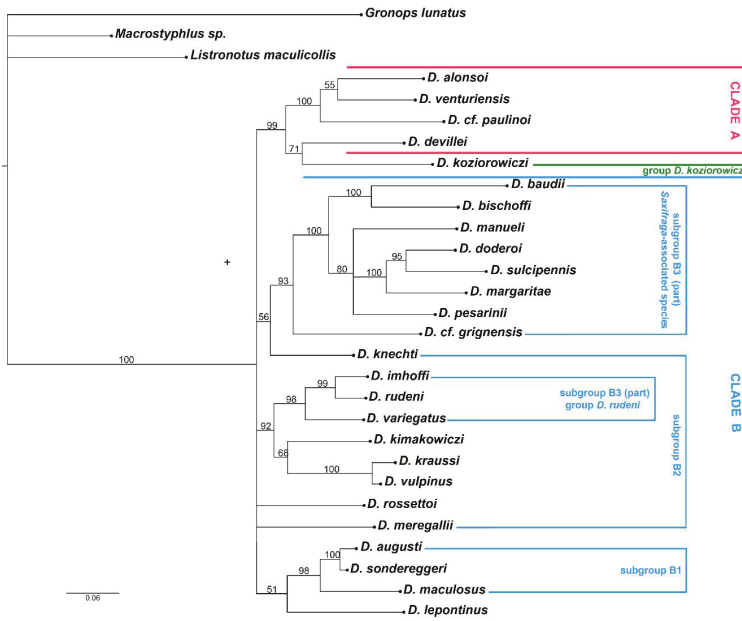 Gronops lunatus
Macrostyphlus sp.
Listronotus maculicollis
D. alonsoi
55
D. venturiensis
100
D. cf. paulinoi
CLADE A
99
D. devillei
71
D. koziorowiczi
group D. koziorowicz
D. baudii
100
D. bischoffi
subgroup B3 (part)
Saxifraga-associated species
D. manueli
100
D. doderoi
95
D. sulcipennis
80
100
D. margaritae
93
D. pesarinii
56
D. cf. grignensis
+
100
D. knechti
D. imhoffi
99
D. rudeni
subgroup B3 (part)
group D. rudeni
98
D. variegatus
CLADE B
92
D. kimakowiczi
66
subgroup B2
D. kraussi
100
D. vulpinus
D. rossettoi
D. meregallii
D. augusti
100
D. sondereggeri
subgroup B1
98
D. maculosus
51
D. lepontinus
0.06